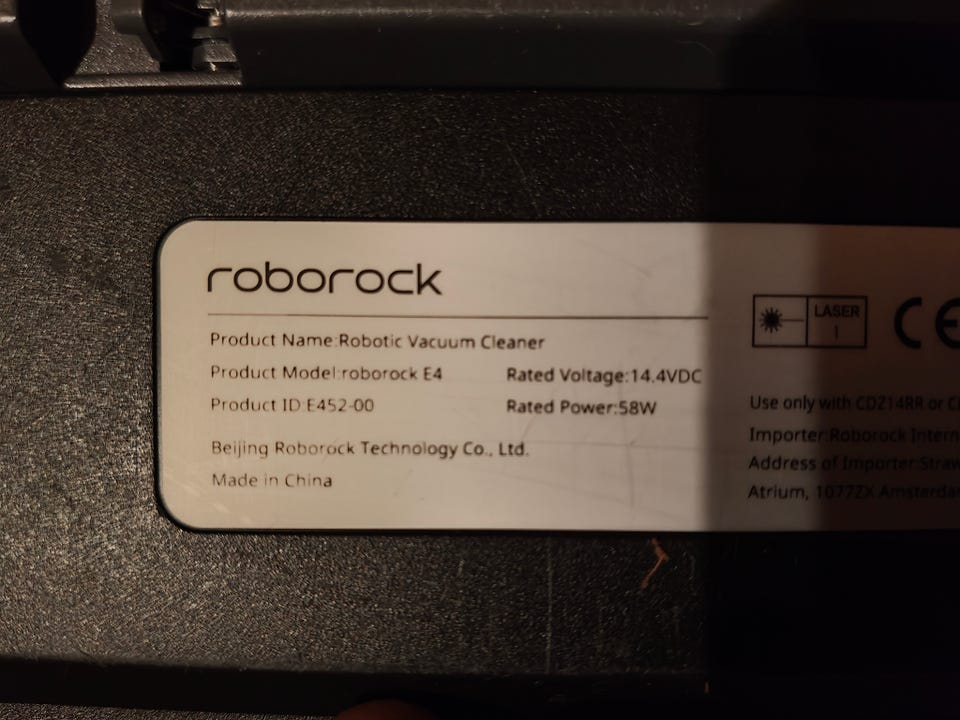 roborock
Product Name:Robotic Vacuum Cleaner
Product Model:roborock E4
Rated Voltage:14.4VDC
Product ID:E452-00
Rated Power:58W
Beijing Roborock Technology Co., Ltd.
Made in China
LASER
1
CE
Use only with CDZ14RR or
Importer:Roborock
Address of Importer:
Atrium, 1077ZX